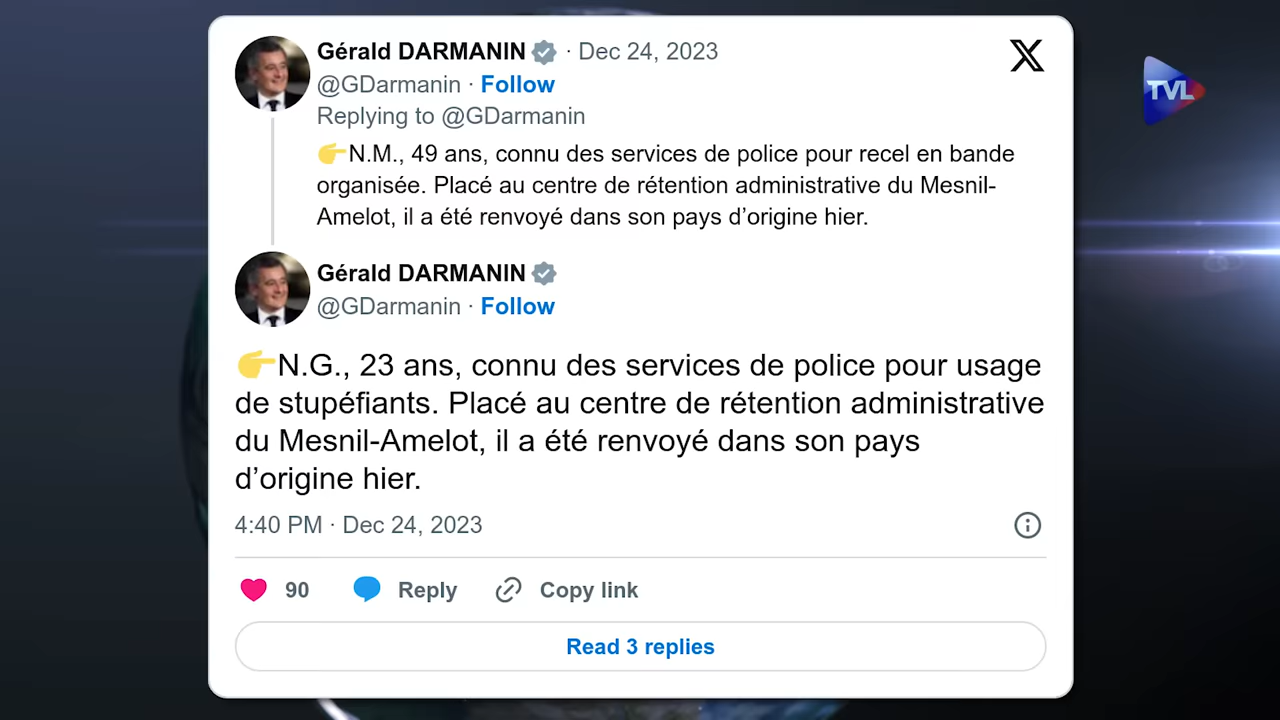 Gérald DARMANIN · Dec 24, 2023
@GDarmanin · Follow
Replying to @GDarmanin
👉N.M., 49 ans, connu des services de police pour recel en bande
organisée. Placé au centre de rétention administrative du Mesnil-
Amelot, il a été renvoyé dans son pays d’origine hier.
Gérald DARMANIN
@GDarmanin · Follow
👉N.G., 23 ans, connu des services de police pour usage
de stupéfiants. Placé au centre de rétention administrative
du Mesnil-Amelot, il a été renvoyé dans son pays
d’origine hier.
4:40 PM · Dec 24, 2023
90 Reply Copy link
Read 3 replies
TVL